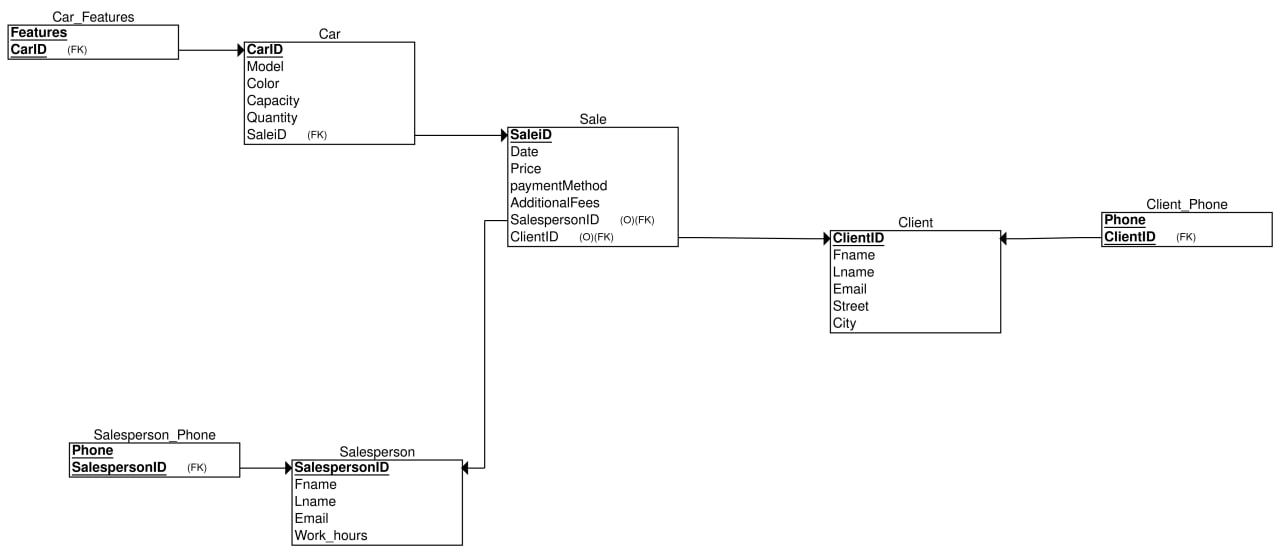 Car_Features
Features
CarID (FK)
Car
CarID
Model
Color
Capacity
Quantity
SaleiD (FK)
Sale
SaleiD
Date
Price
paymentMethod
AdditionalFees
SalespersonID (O)(FK)
ClientID (O)(FK)
Client
ClientID
Fname
Lname
Email
Street
City
Client_Phone
Phone
ClientID (FK)
Salesperson_Phone
Phone
SalespersonID (FK)
Salesperson
SalespersonID
Fname
Lname
Email
Work_hours